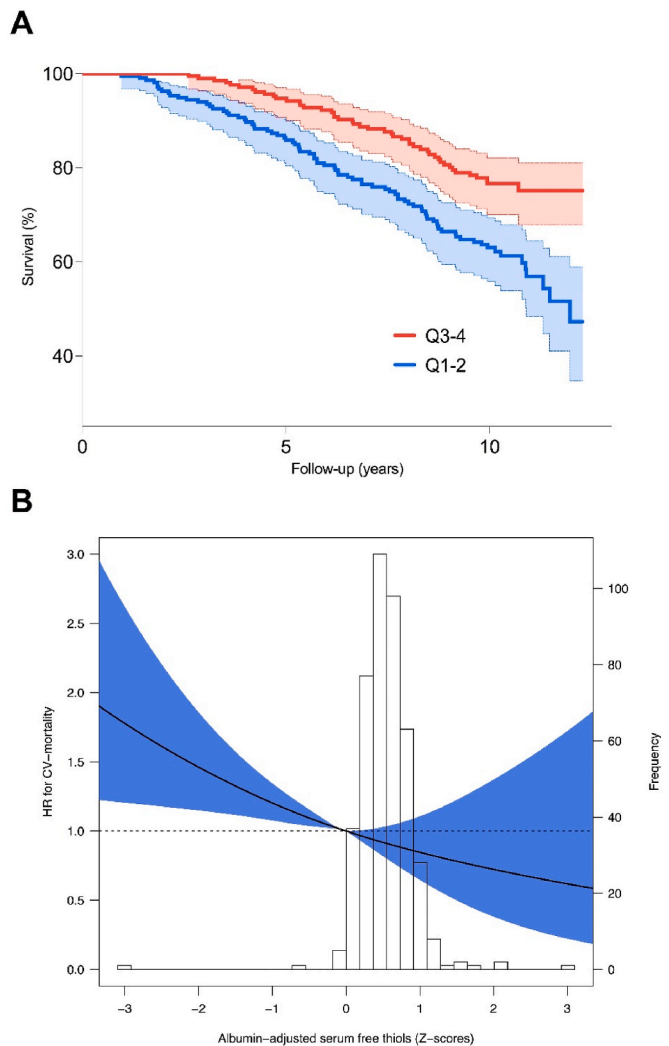 A
100
80
60
40
Survival (%)
Q3-4
Q1-2
0 5 10
Follow-up (years)
B
3.0
2.5
2.0
1.5
1.0
0.5
0.0
HR for CV−mortality
100
80
60
40
20
0
Frequency
−3 −2 −1 0 1 2 3
Albumin−adjusted serum free thiols (Z−scores)